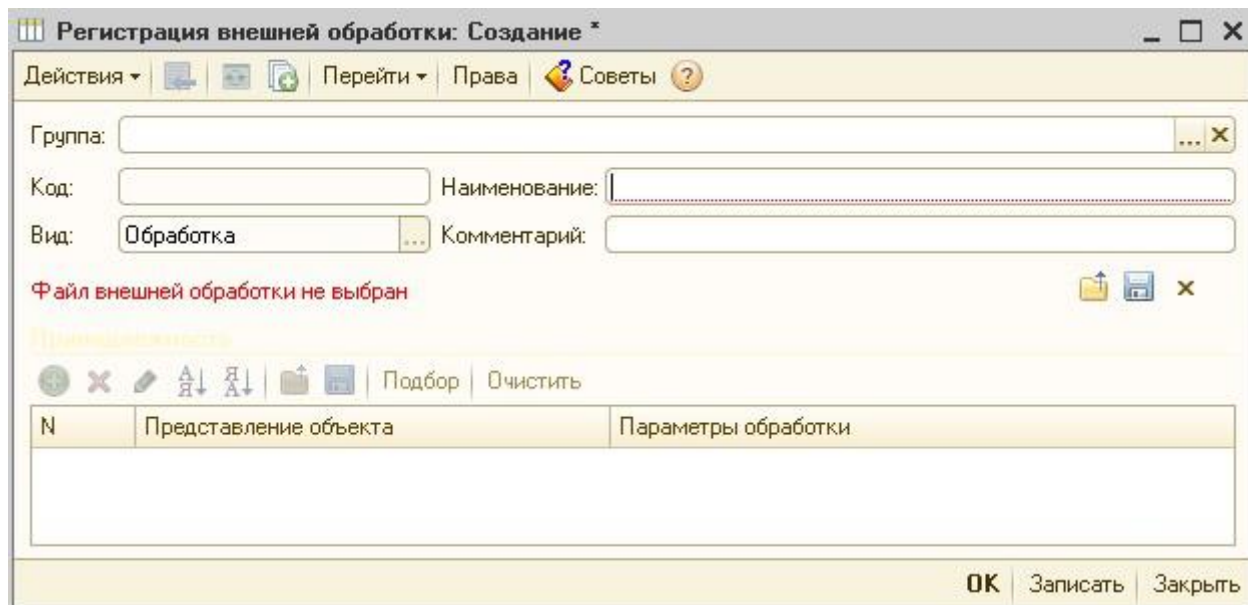 Регистрация внешней обработки: Создание *
Действия Перейти Права Советы ?
Группа: ...
Код: Наименование:
Вид: Обработка ... Комментарий:
Файл внешней обработки не выбран
Принадлежность
Подбор Очистить
N Представление объекта Параметры обработки
OK Записать Закрыть